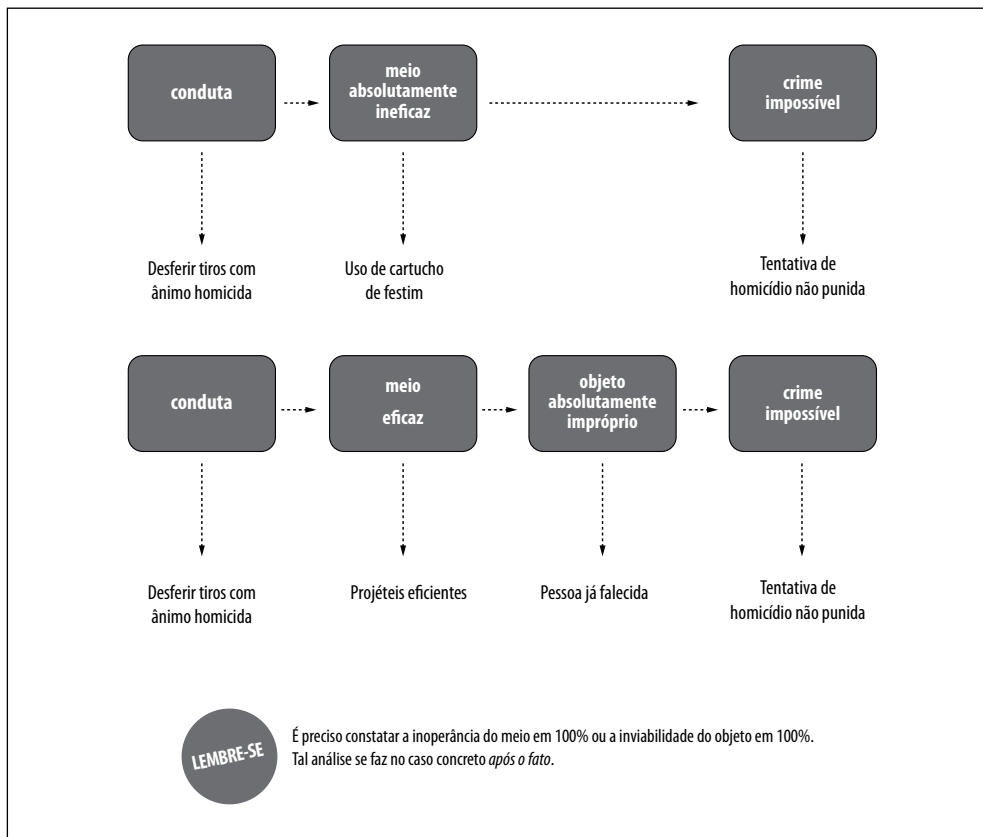 conduta
meio
absolutamente
ineficaz
crime
impossível
Desferir tiros com
ânimo homicida
Uso de cartucho
de festim
Tentativa de
homicídio não punida
conduta
meio
eficaz
objeto
absolutamente
impróprio
crime
impossível
Desferir tiros com
ânimo homicida
Projéteis eficientes
Pessoa já falecida
Tentativa de
homicídio não punida
LEMBRE-SE
É preciso constatar a inoperância do meio em 100% ou a inviabilidade do objeto em 100%.
Tal análise se faz no caso concreto após o fato.